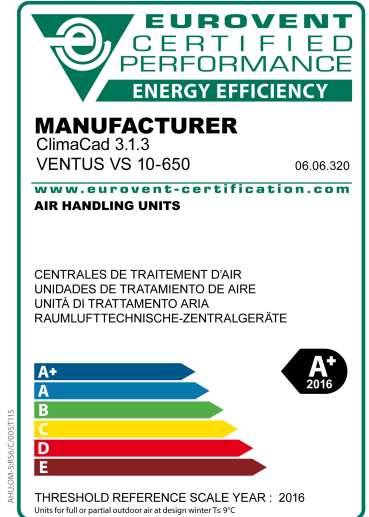 EUROVENT
CERTIFIED
PERFORMANCE
ENERGY EFFICIENCY
MANUFACTURER
ClimaCad 3.1.3
VENTUS VS 10-650 06.06.320
www.eurovent-certification.com
AIR HANDLING UNITS
CENTRALES DE TRAITEMENT D'AIR
UNIDADES DE TRATAMIENTO DE AIRE
UNITÀ DI TRATTAMENTO ARIA
RAUMLUFTTECHNISCHE-ZENTRALGERÄTE
A+
A
B
C
D
E
A+
2016
THRESHOLD REFERENCE SCALE YEAR : 2016
Units for full or partial outdoor air at design winter T≤ 9°C
AHU,OM-5;RS6/C/005;T115